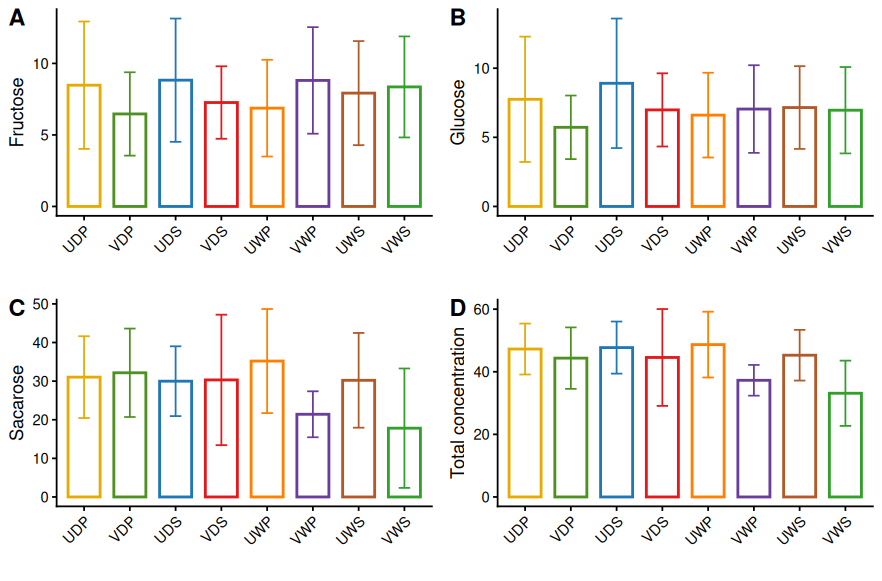 A
Fructose
10
5
0
UDP VDP UDS VDS UWP VWP UWS VWS
B
Glucose
10
5
0
UDP VDP UDS VDS UWP VWP UWS VWS
C
Sacarose
50
40
30
20
10
0
UDP VDP UDS VDS UWP VWP UWS VWS
D
Total concentration
60
40
20
0
UDP VDP UDS VDS UWP VWP UWS VWS